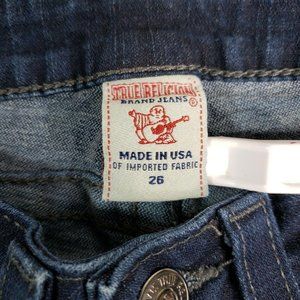 TRUE RELIGION®
BRAND JEANS
MADE IN USA
OF IMPORTED FABRIC
26